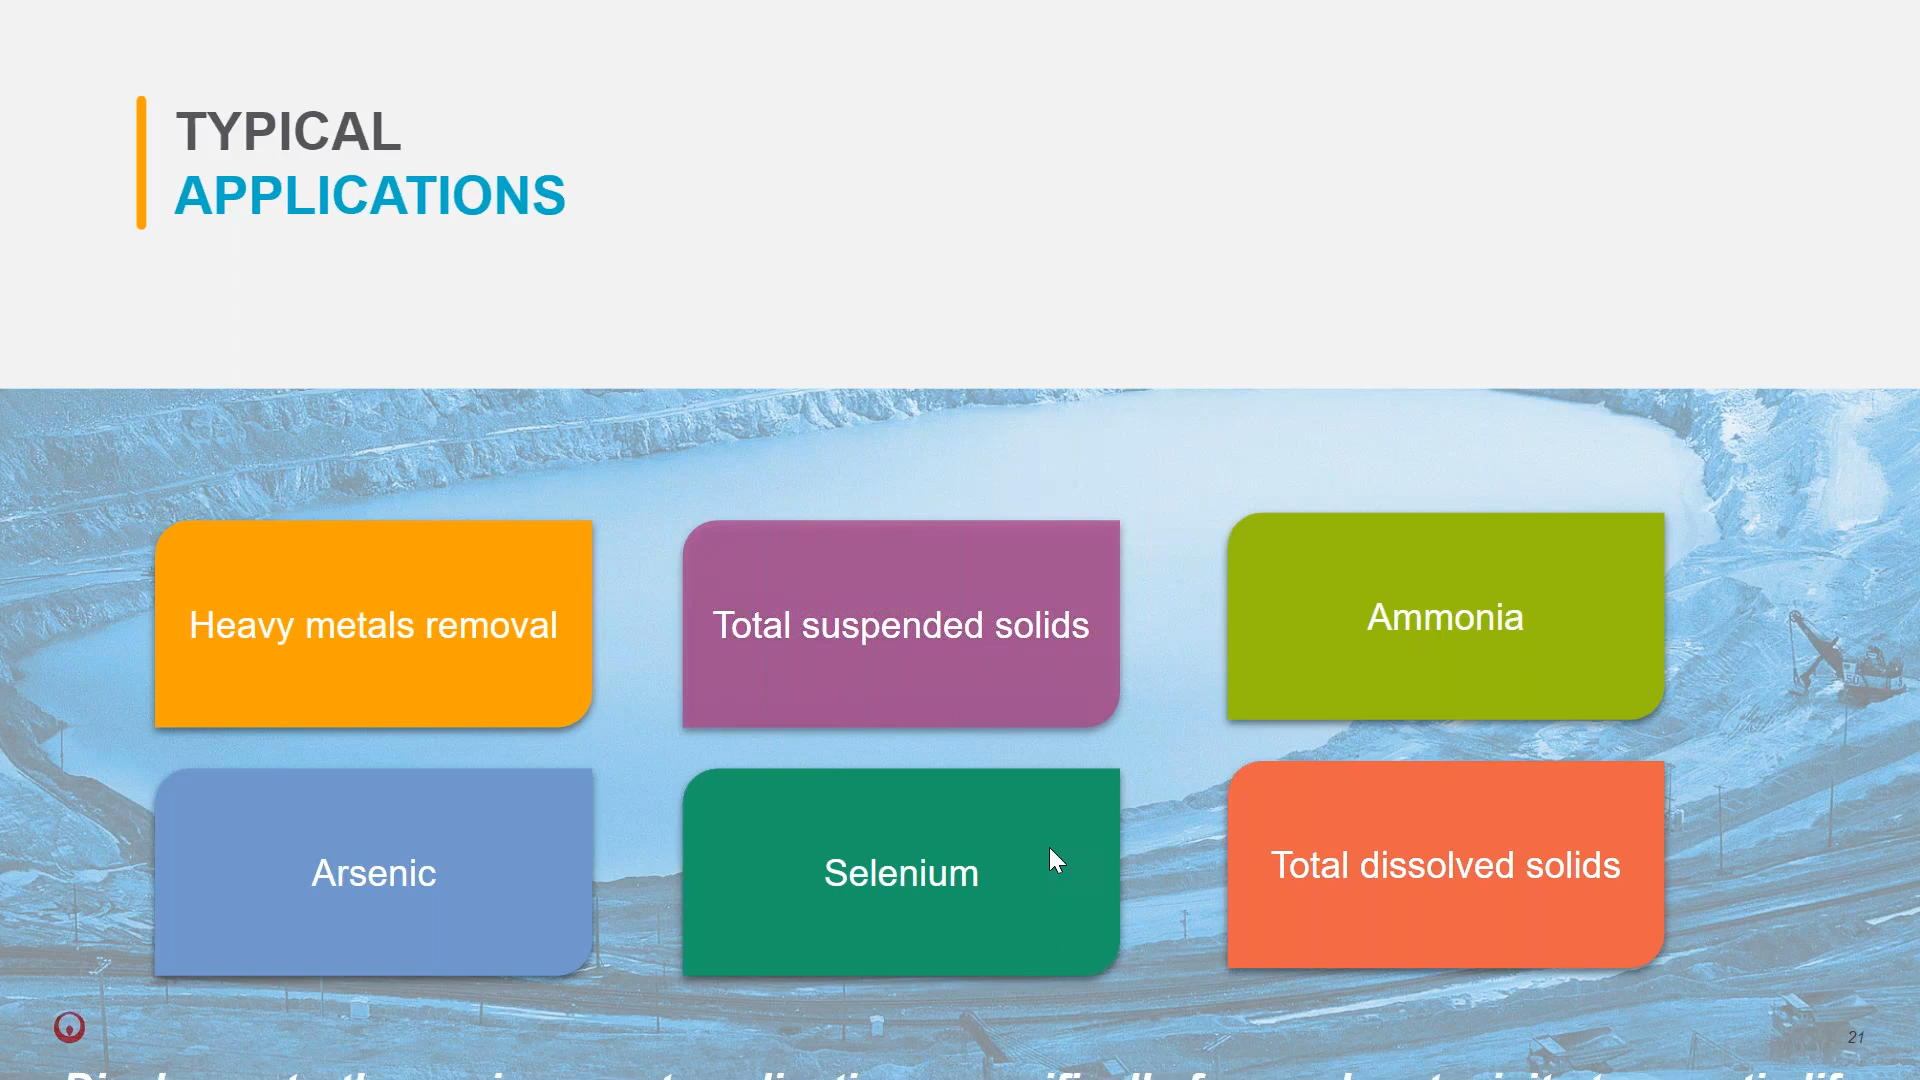 TYPICAL
APPLICATIONS
Heavy metals removal
Total suspended solids
Ammonia
Arsenic
Selenium
Total dissolved solids
21